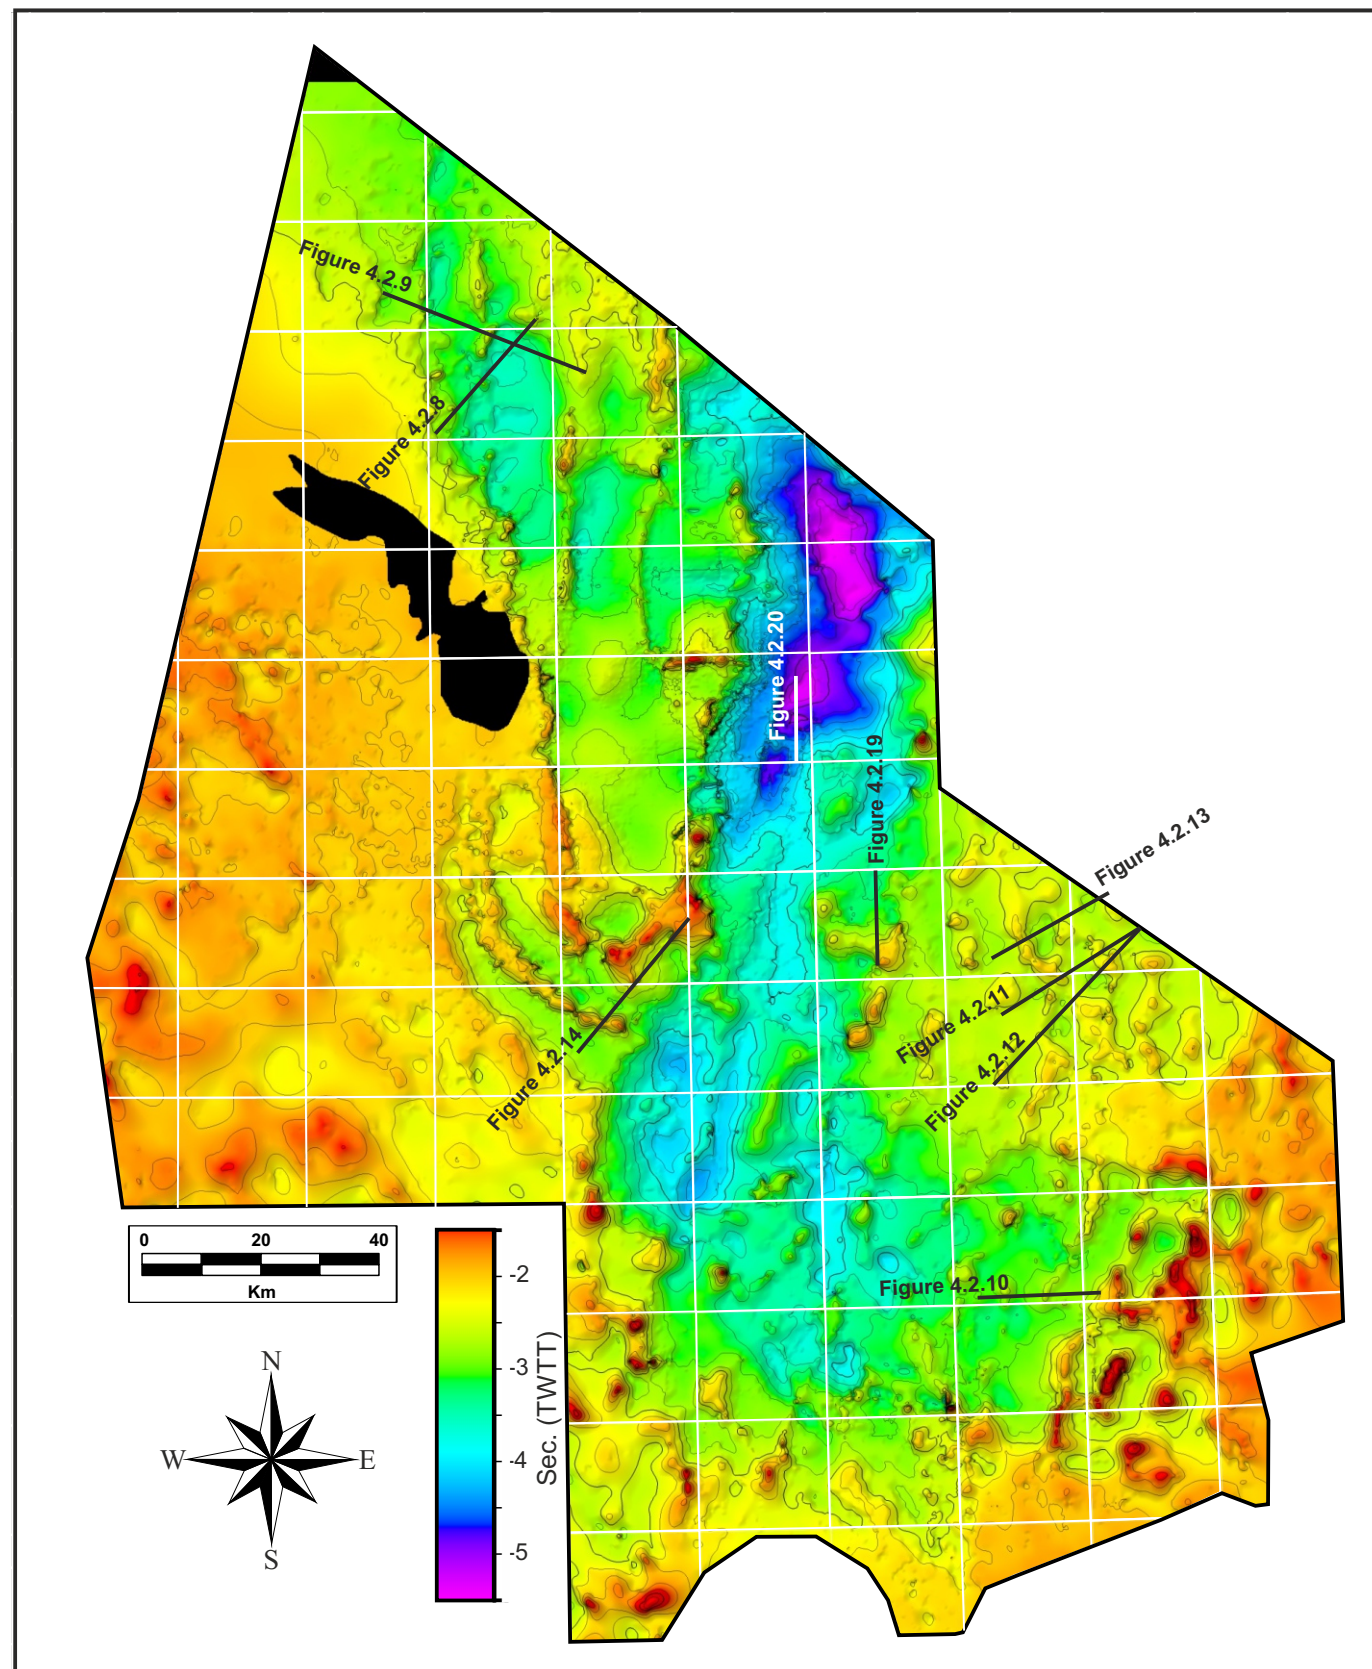 Figure 4.2.9
Figure 4.2.8
Figure 4.2.20
Figure 4.2.19
Figure 4.2.13
Figure 4.2.11
Figure 4.2.12
Figure 4.2.14
Figure 4.2.10
0 20 40
Km
N
W E
S
-2
-3
-4
-5
Sec. (TWTT)